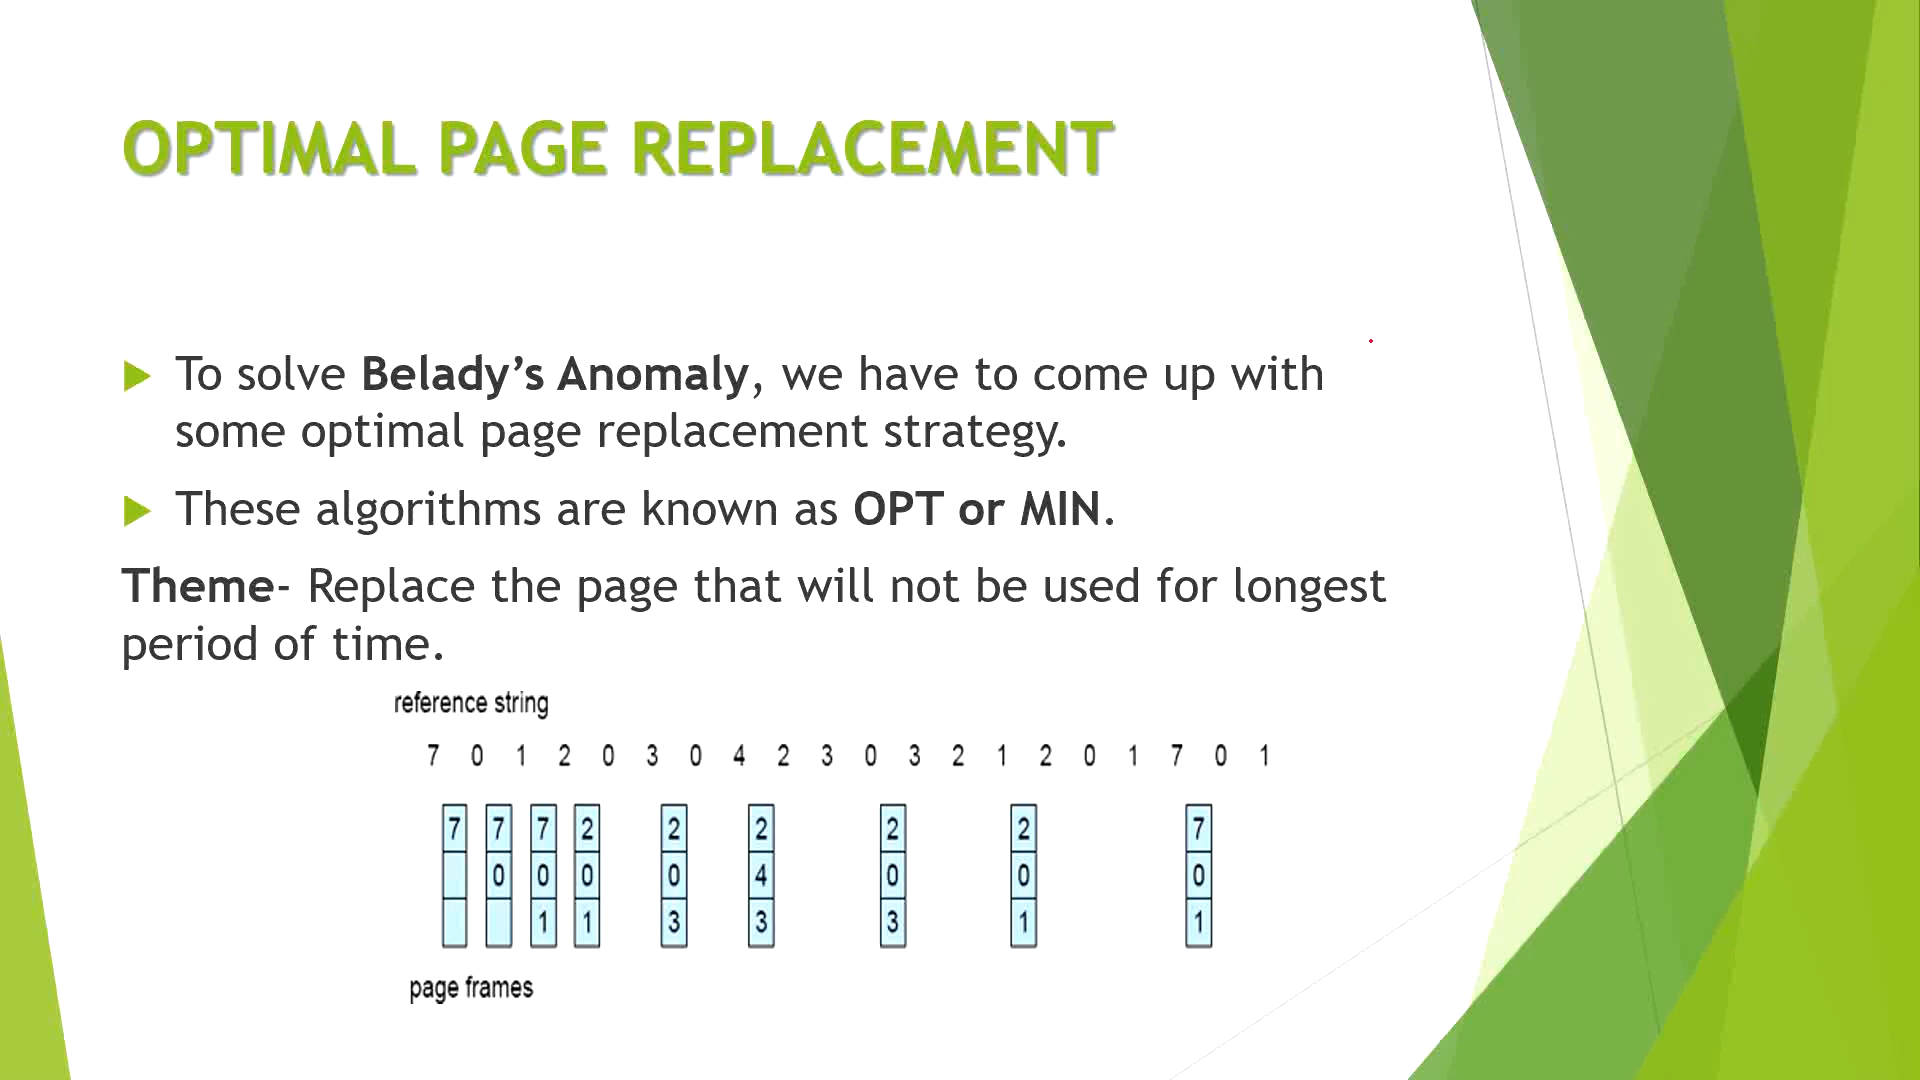 OPTIMAL PAGE REPLACEMENT
To solve Belady’s Anomaly, we have to come up with
some optimal page replacement strategy.
These algorithms are known as OPT or MIN.
Theme- Replace the page that will not be used for longest
period of time.
reference string
7 0 1 2 0 3 0 4 2 3 0 3 2 1 2 0 1 7 0 1
7 7 7 2 2 2 2 2 7
0 0 0 0 4 0 0 0
1 1 3 3 3 1 1
page frames